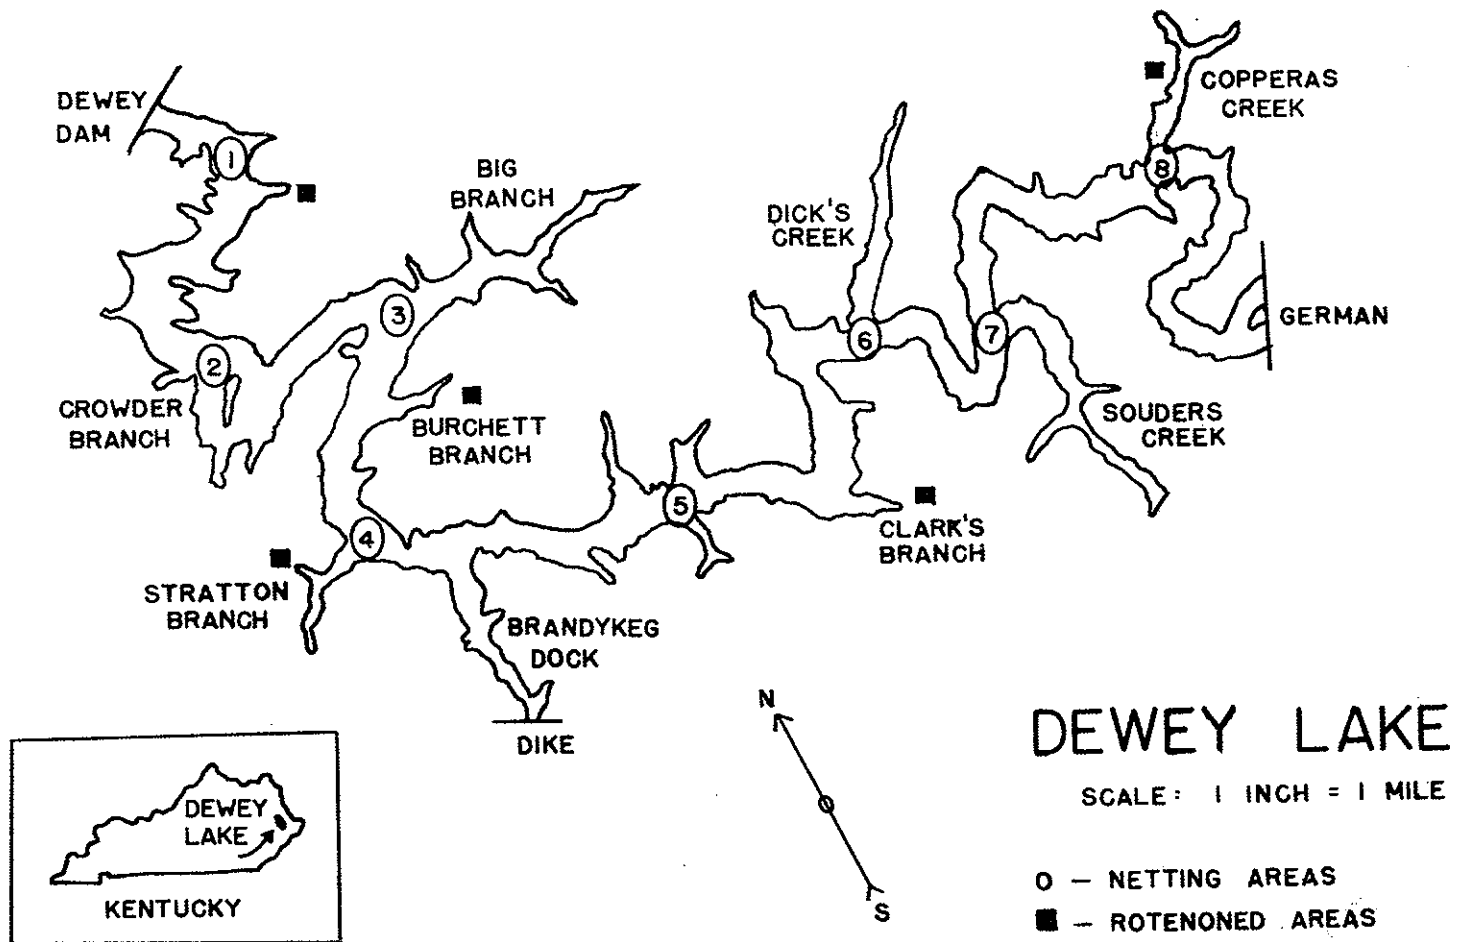 DEWEY
DAM
1
BIG
BRANCH
COPPERAS
CREEK
8
DICK'S
CREEK
3
6
7
GERMAN
2
CROWDER
BRANCH
BURCHETT
BRANCH
SOUDERS
CREEK
5
4
CLARK'S
BRANCH
STRATTON
BRANCH
BRANDYKEG
DOCK
DIKE
N
S
DEWEY LAKE
SCALE: 1 INCH = 1 MILE
O - NETTING AREAS
■ - ROTENONED AREAS
DEWEY
LAKE
KENTUCKY